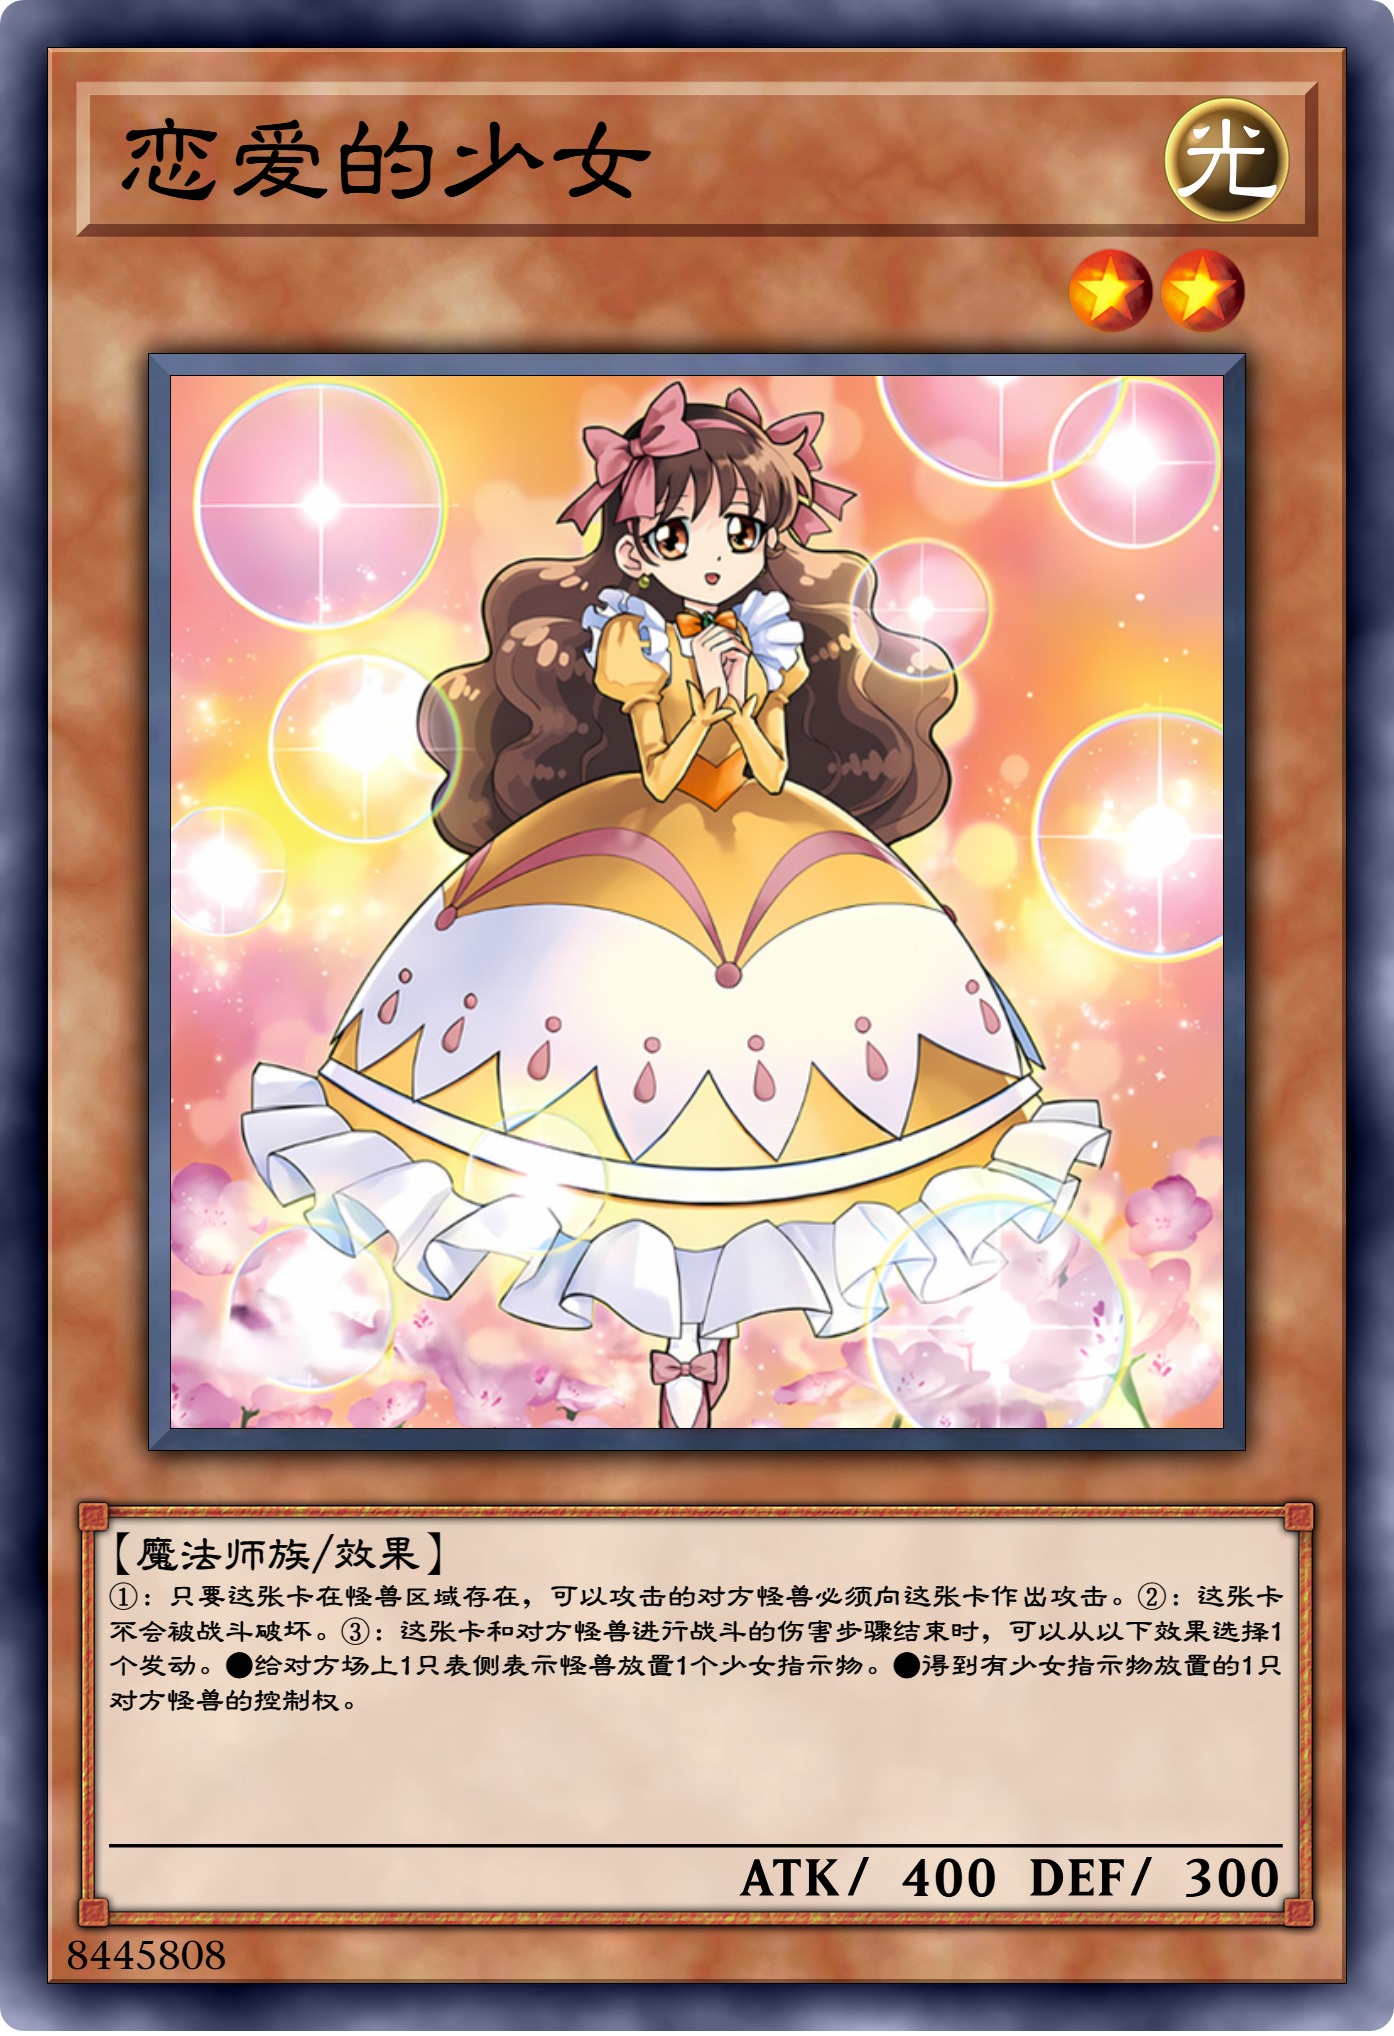 恋爱的少女
光
【魔法师族/效果】
①：只要这张卡在怪兽区域存在，可以攻击的对方怪兽必须向这张卡作出攻击。②：这张卡
不会被战斗破坏。③：这张卡和对方怪兽进行战斗的伤害步骤结束时，可以从以下效果选择1
个发动。●给对方场上1只表侧表示怪兽放置1个少女指示物。●得到有少女指示物放置的1只
对方怪兽的控制权。
ATK/ 400 DEF/ 300
8445808